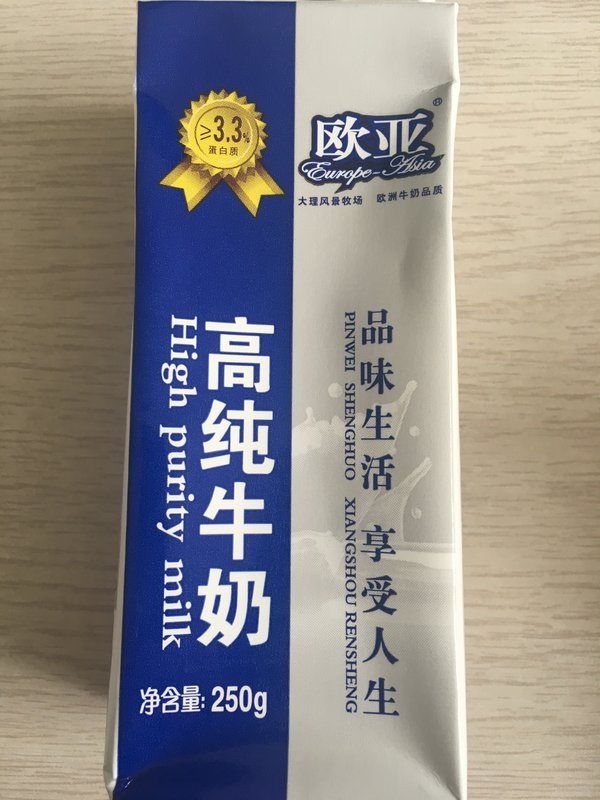 ≥3.3%
蛋白质
欧亚®
Europe-Asia
大理风景牧场 欧洲牛奶品质
高纯牛奶
High purity milk
品味生活 享受人生
PINWEI SHENGHUO XIANGSHOU RENSHENG
净含量: 250g